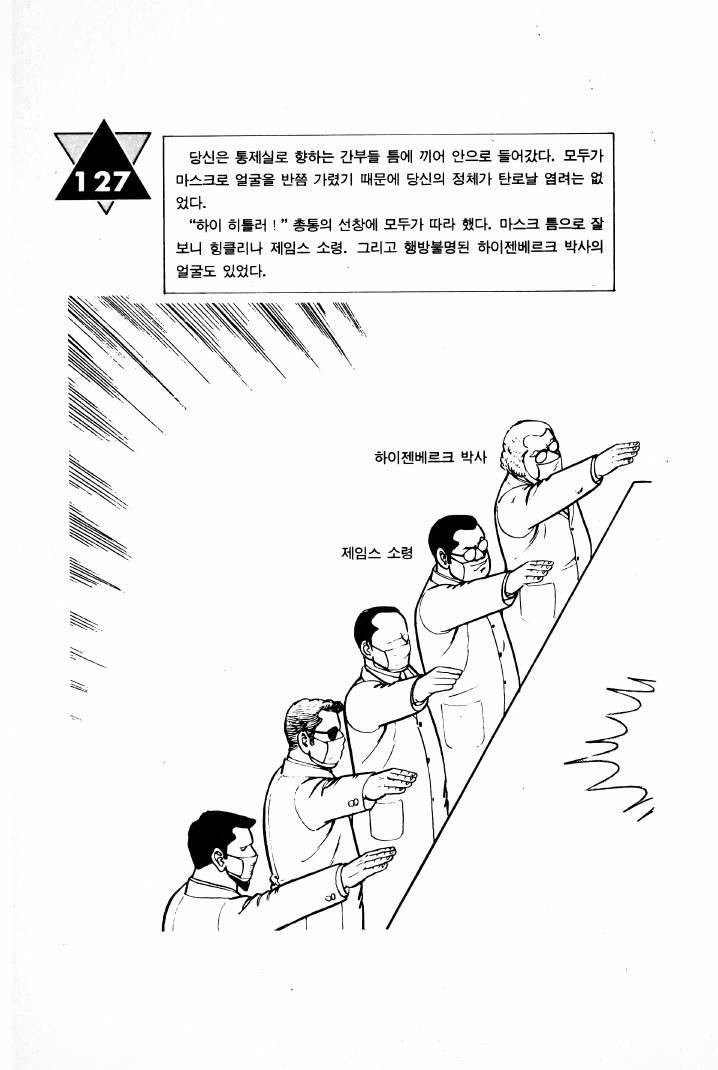 127
당신은 통제실로 향하는 간부들 틈에 끼어 안으로 들어갔다. 모두가
마스크로 얼굴을 반쯤 가렸기 때문에 당신의 정체가 탄로날 염려는 없
었다.
“하이 히틀러 ! ” 총통의 선창에 모두가 따라 했다. 마스크 틈으로 잘
보니 힝클리나 제임스 소령. 그리고 행방불명된 하이젠베르크 박사의
얼굴도 있었다.
하이젠베르크 박사
제임스 소령